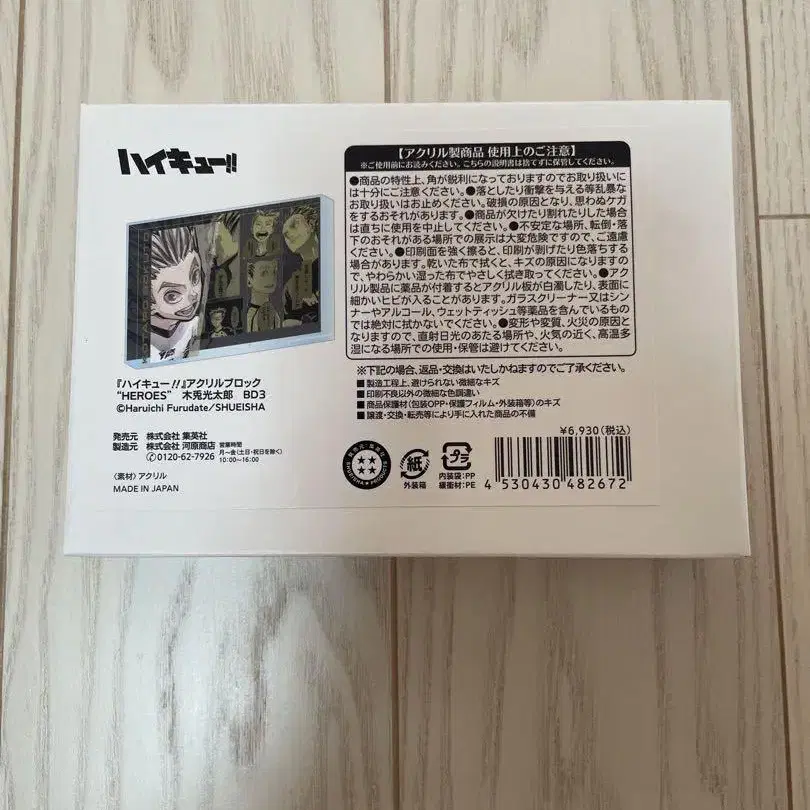 ハイキュー!!
【アクリル製商品 使用上のご注意】
※ご使用前にお読みください。こちらの説明書は捨てずに保管してください。
●商品の特性上、角が鋭利になっておりますのでお取り扱いに
は十分にご注意ください。●落としたり衝撃を与える等乱暴な
お取り扱いはお止めください。破損の原因となり、思わぬケガ
をするおそれがあります。●商品が欠けたり割れたりした場合
は直ちに使用を中止してください。●不安定な場所、転倒・落
下のおそれがある場所での展示は大変危険ですので、ご遠慮
ください。●印刷面を強く擦ると、印刷が剥げたり色落ちする
場合があります。乾いた布で拭くと キズの原因になりますの
で、やわらかい湿った布でやさしく拭き取ってください。●アク
リル製品に薬品が付着するとアクリル板が白濁したり、表面に
細かいヒビが入ることがあります。ガラスクリーナー又はシン
ナーやアルコール、ウェットティッシュ等薬品を含んでいるもの
では絶対に拭かないでください。●変形や変質、火災の原因と
なりますので、直射日光のあたる場所や、火気の近く、高温多
湿になる場所での使用・保管は避けてください。
※下記の場合、返品・交換はいたしかねますのでご了承ください。
■製造工程上、避けられない微細なキズ
■印刷不良以外の微細な色調違い
■商品保護材(包装OPP・保護フィルム・外装箱等)のキズ
■譲渡・交換・転売等により手に入れた商品の不備
『ハイキュー!!』アクリルブロック
"HEROES" 木兎光太郎 BD3
©Haruichi Furudate/SHUEISHA
発売元 株式会社 集英社
製造元 株式会社 河原商店
0120-62-7926
営業時間
月〜金(土日・祝日を除く)
10:00〜16:00
〈素材〉アクリル
MADE IN JAPAN
SHUEISHA PRODUCTS
紙
外装箱
プラ
内装袋:PP
緩衝材:PE
¥6,930(税込)
4 530430 482672